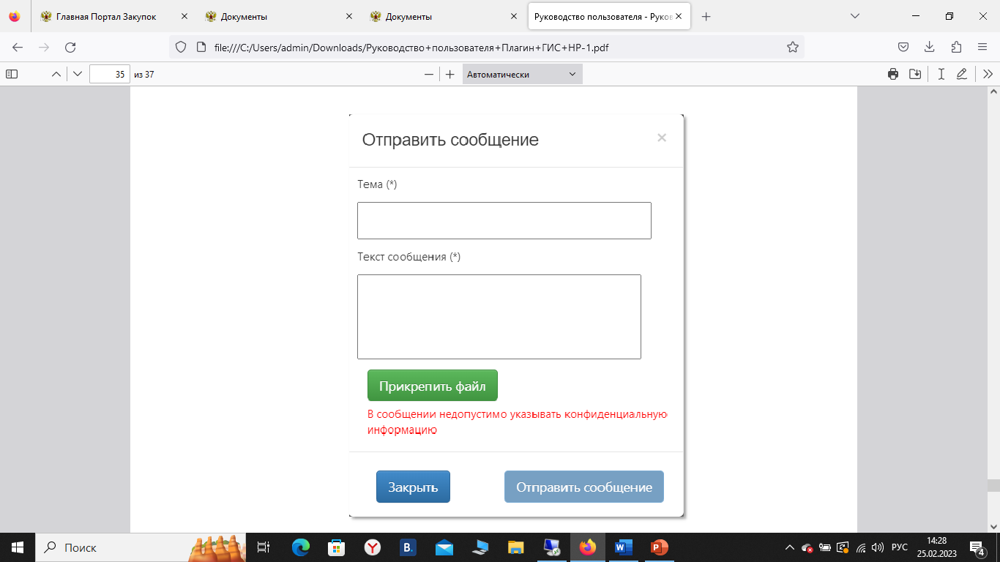 Главная Портал Закупок
Документы
Документы
Руководство пользователя - Руков
file:///C:/Users/admin/Downloads/Руководство+пользователя+Плагин+ГИС+НР-1.pdf
35 из 37
Автоматически
Отправить сообщение
Тема (*)
Текст сообщения (*)
Прикрепить файл
В сообщении недопустимо указывать конфиденциальную
информацию
Закрыть
Отправить сообщение
Поиск
B.
РУС
14:28
25.02.2023
4